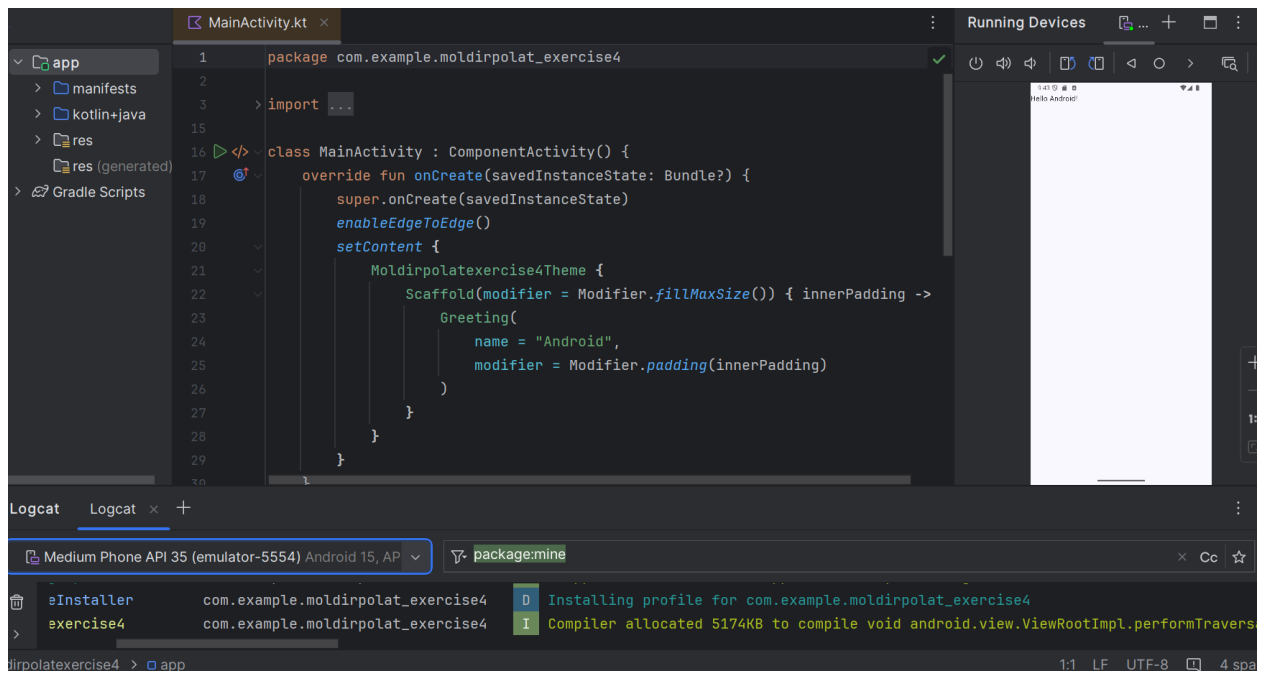 MainActivity.kt
Running Devices
...
app
manifests
kotlin+java
res
res (generated)
Gradle Scripts
1 package com.example.moldirpolat_exercise4
2
3 import ...
15
16 class MainActivity : ComponentActivity() {
17 override fun onCreate(savedInstanceState: Bundle?) {
18 super.onCreate(savedInstanceState)
19 enableEdgeToEdge()
20 setContent {
21 Moldirpolatexercise4Theme {
22 Scaffold(modifier = Modifier.fillMaxSize()) { innerPadding ->
23 Greeting(
24 name = "Android",
25 modifier = Modifier.padding(innerPadding)
26 )
27 }
28 }
29 }
30 }
Hello Android!
1:
Logcat
Logcat
Medium Phone API 35 (emulator-5554) Android 15, AP
package:mine
Cc
eInstaller com.example.moldirpolat_exercise4 D Installing profile for com.example.moldirpolat_exercise4
exercise4 com.example.moldirpolat_exercise4 I Compiler allocated 5174KB to compile void android.view.ViewRootImpl.performTravers
dirpolatexercise4 > app
1:1 LF UTF-8 4 spa